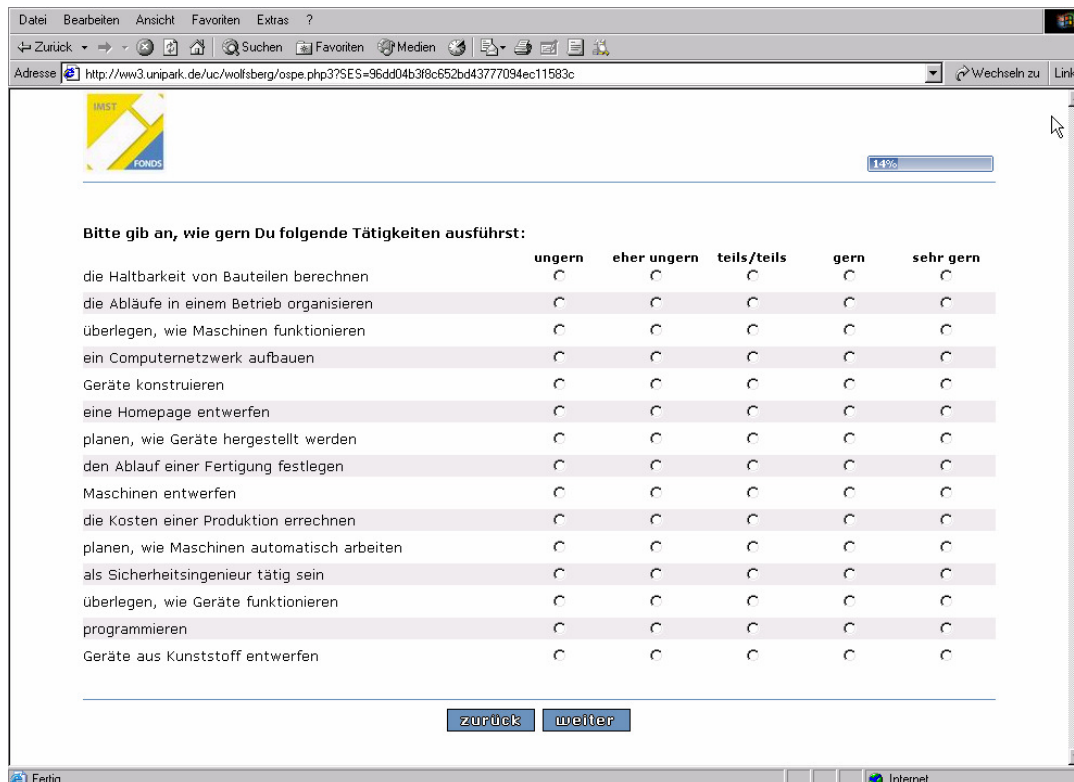 Datei Bearbeiten Ansicht Favoriten Extras ?
Zurück Suchen Favoriten Medien
Adresse http://ww3.unipark.de/uc/wolfsberg/ospe.php3?SES=96dd04b3f8c652bd43777094ec11583c Wechseln zu Link
IMST
FONDS
14%
Bitte gib an, wie gern Du folgende Tätigkeiten ausführst:
ungern eher ungern teils/teils gern sehr gern
die Haltbarkeit von Bauteilen berechnen
die Abläufe in einem Betrieb organisieren
überlegen, wie Maschinen funktionieren
ein Computernetzwerk aufbauen
Geräte konstruieren
eine Homepage entwerfen
planen, wie Geräte hergestellt werden
den Ablauf einer Fertigung festlegen
Maschinen entwerfen
die Kosten einer Produktion errechnen
planen, wie Maschinen automatisch arbeiten
als Sicherheitsingenieur tätig sein
überlegen, wie Geräte funktionieren
programmieren
Geräte aus Kunststoff entwerfen
zurück weiter
Fertig Internet